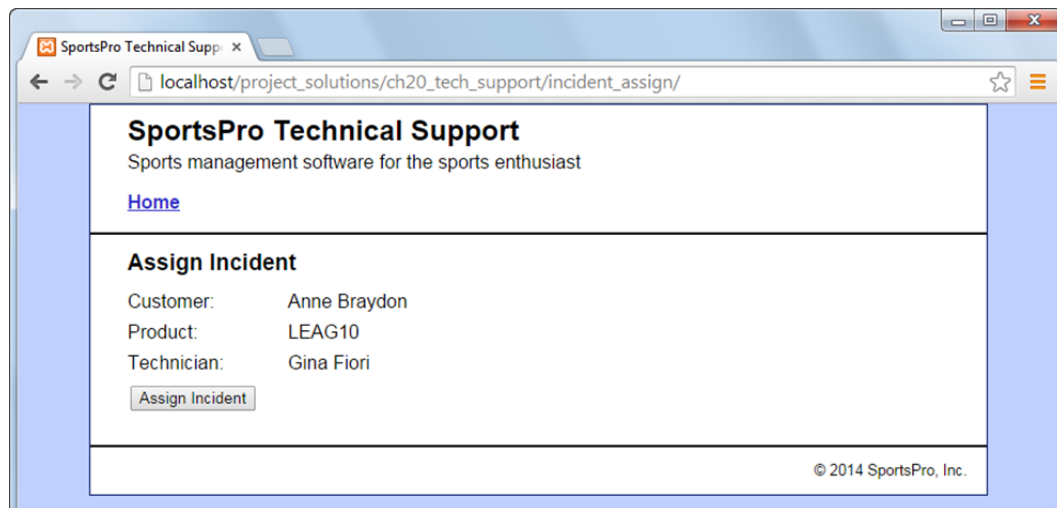 SportsPro Technical Supp
localhost/project_solutions/ch20_tech_support/incident_assign/
SportsPro Technical Support
Sports management software for the sports enthusiast
Home
Assign Incident
Customer: Anne Braydon
Product: LEAG10
Technician: Gina Fiori
Assign Incident
© 2014 SportsPro, Inc.